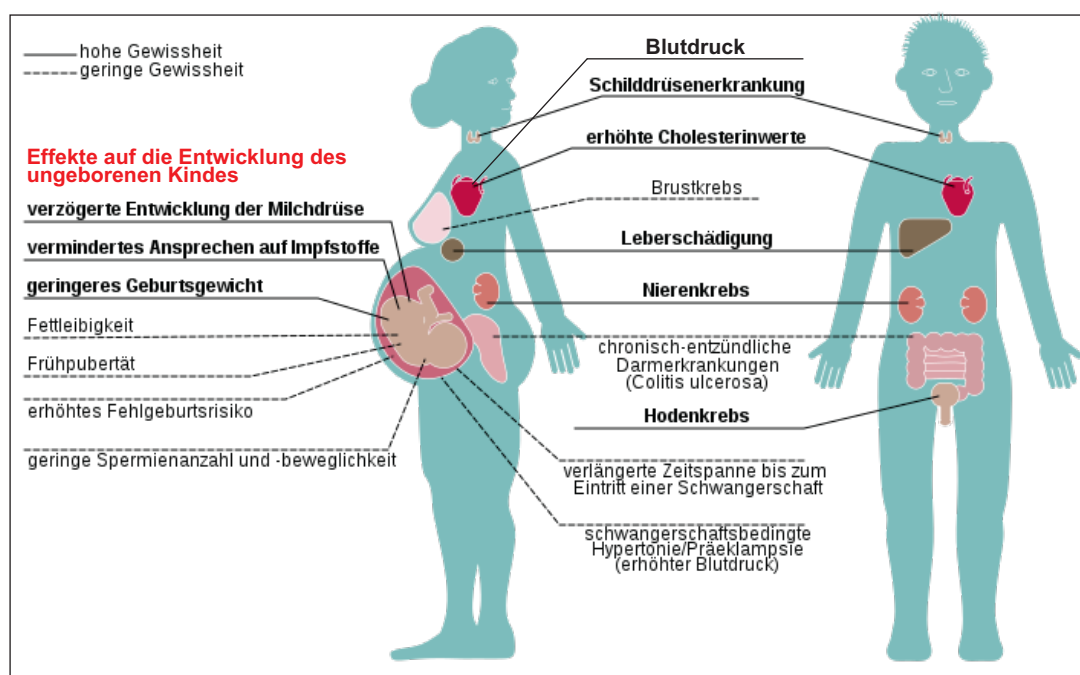 hohe Gewissheit
geringe Gewissheit
Blutdruck
Schilddrüsenerkrankung
erhöhte Cholesterinwerte
Brustkrebs
Leberschädigung
Nierenkrebs
chronisch-entzündliche
Darmerkrankungen
(Colitis ulcerosa)
Hodenkrebs
verlängerte Zeitspanne bis zum
Eintritt einer Schwangerschaft
schwangerschaftsbedingte
Hypertonie/Präeklampsie
(erhöhter Blutdruck)
Effekte auf die Entwicklung des
ungeborenen Kindes
verzögerte Entwicklung der Milchdrüse
vermindertes Ansprechen auf Impfstoffe
geringeres Geburtsgewicht
Fettleibigkeit
Frühpubertät
erhöhtes Fehlgeburtsrisiko
geringe Spermienanzahl und -beweglichkeit